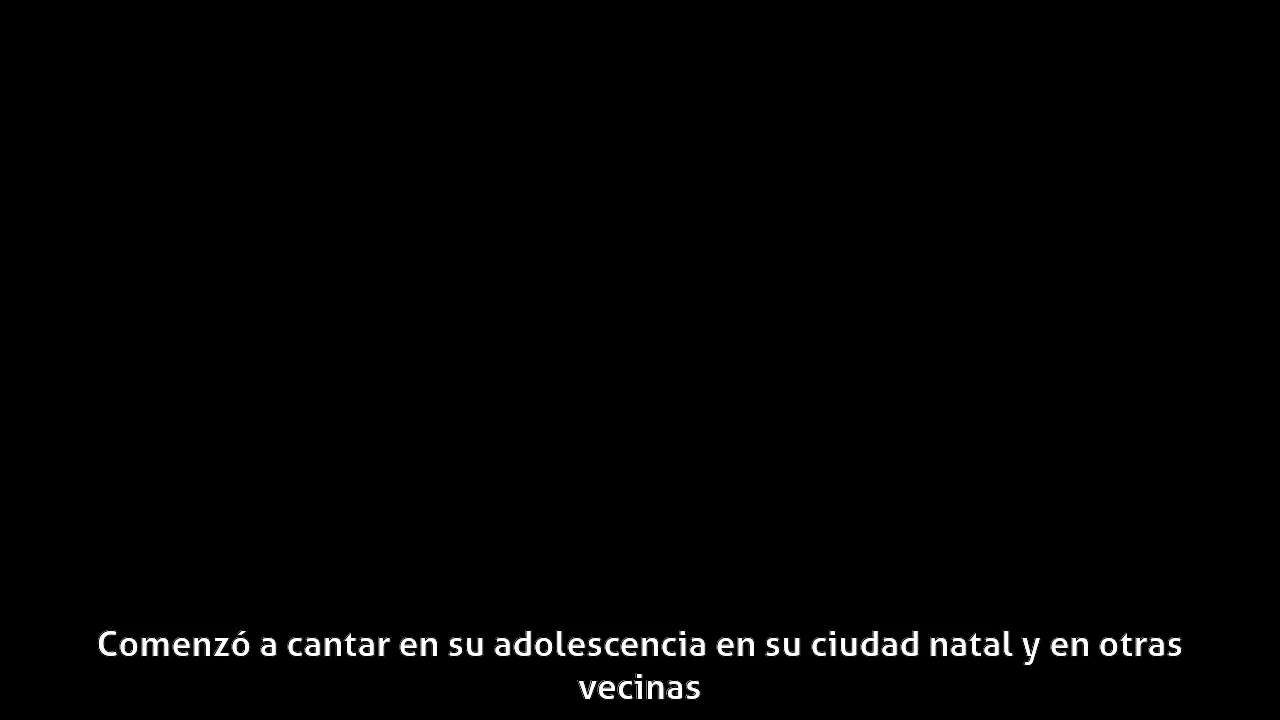 Comenzó a cantar en su adolescencia en su ciudad natal y en otras
vecinas